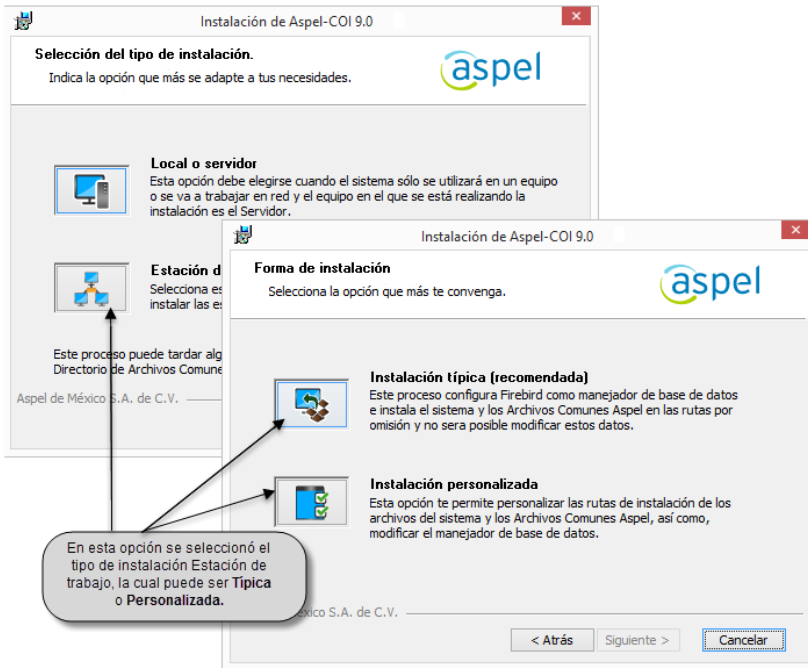 Instalación de Aspel-COI 9.0
Selección del tipo de instalación.
Indica la opción que más se adapte a tus necesidades.
aspel
Local o servidor
Esta opción debe elegirse cuando el sistema sólo se utilizará en un equipo
o se va a trabajar en red y el equipo en el que se está realizando la
instalación es el Servidor.
Estación d
Selecciona es
instalar las es
Este proceso puede tardar alg
Directorio de Archivos Comune
Aspel de México S.A. de C.V.
Instalación de Aspel-COI 9.0
Forma de instalación
Selecciona la opción que más te convenga.
aspel
Instalación típica (recomendada)
Este proceso configura Firebird como manejador de base de datos
e instala el sistema y los Archivos Comunes Aspel en las rutas por
omisión y no sera posible modificar estos datos.
Instalación personalizada
Esta opción te permite personalizar las rutas de instalación de los
archivos del sistema y los Archivos Comunes Aspel, así como,
modificar el manejador de base de datos.
éxico S.A. de C.V.
< Atrás Siguiente > Cancelar
En esta opción se seleccionó el
tipo de instalación Estación de
trabajo, la cual puede ser Típica
o Personalizada.